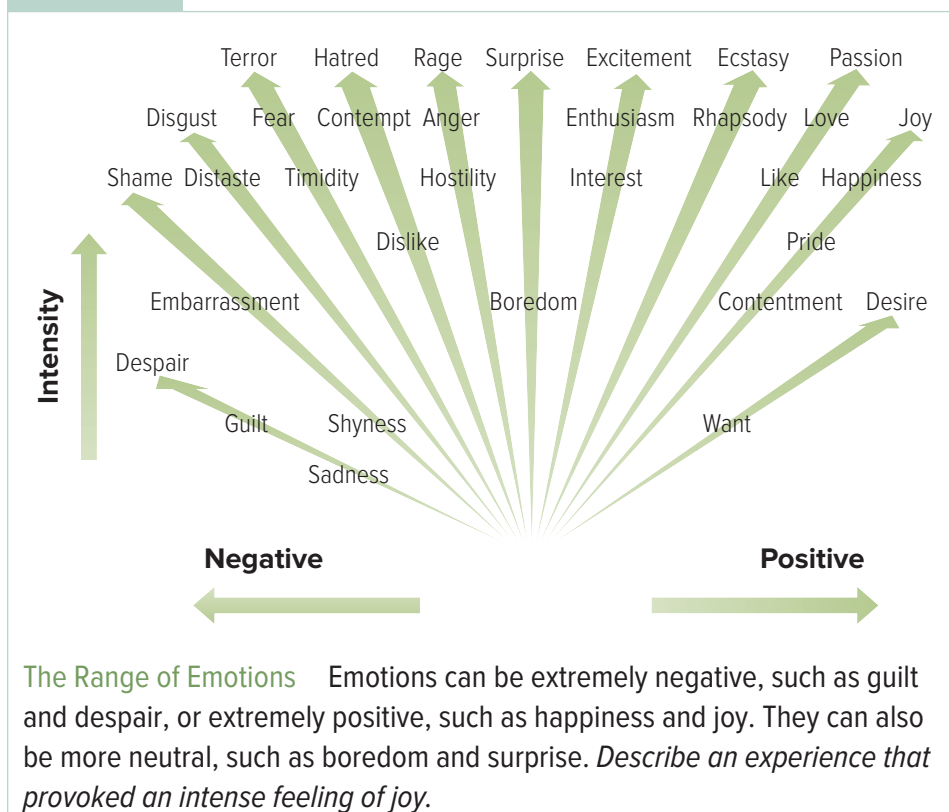 Terror Hatred Rage Surprise Excitement Ecstasy Passion
Disgust Fear Contempt Anger Enthusiasm Rhapsody Love Joy
Shame Distaste Timidity Hostility Interest Like Happiness
Dislike Pride
Embarrassment Boredom Contentment Desire
Despair
Guilt Shyness Want
Sadness
Intensity
Negative Positive
The Range of Emotions Emotions can be extremely negative, such as guilt
and despair, or extremely positive, such as happiness and joy. They can also
be more neutral, such as boredom and surprise. Describe an experience that
provoked an intense feeling of joy.